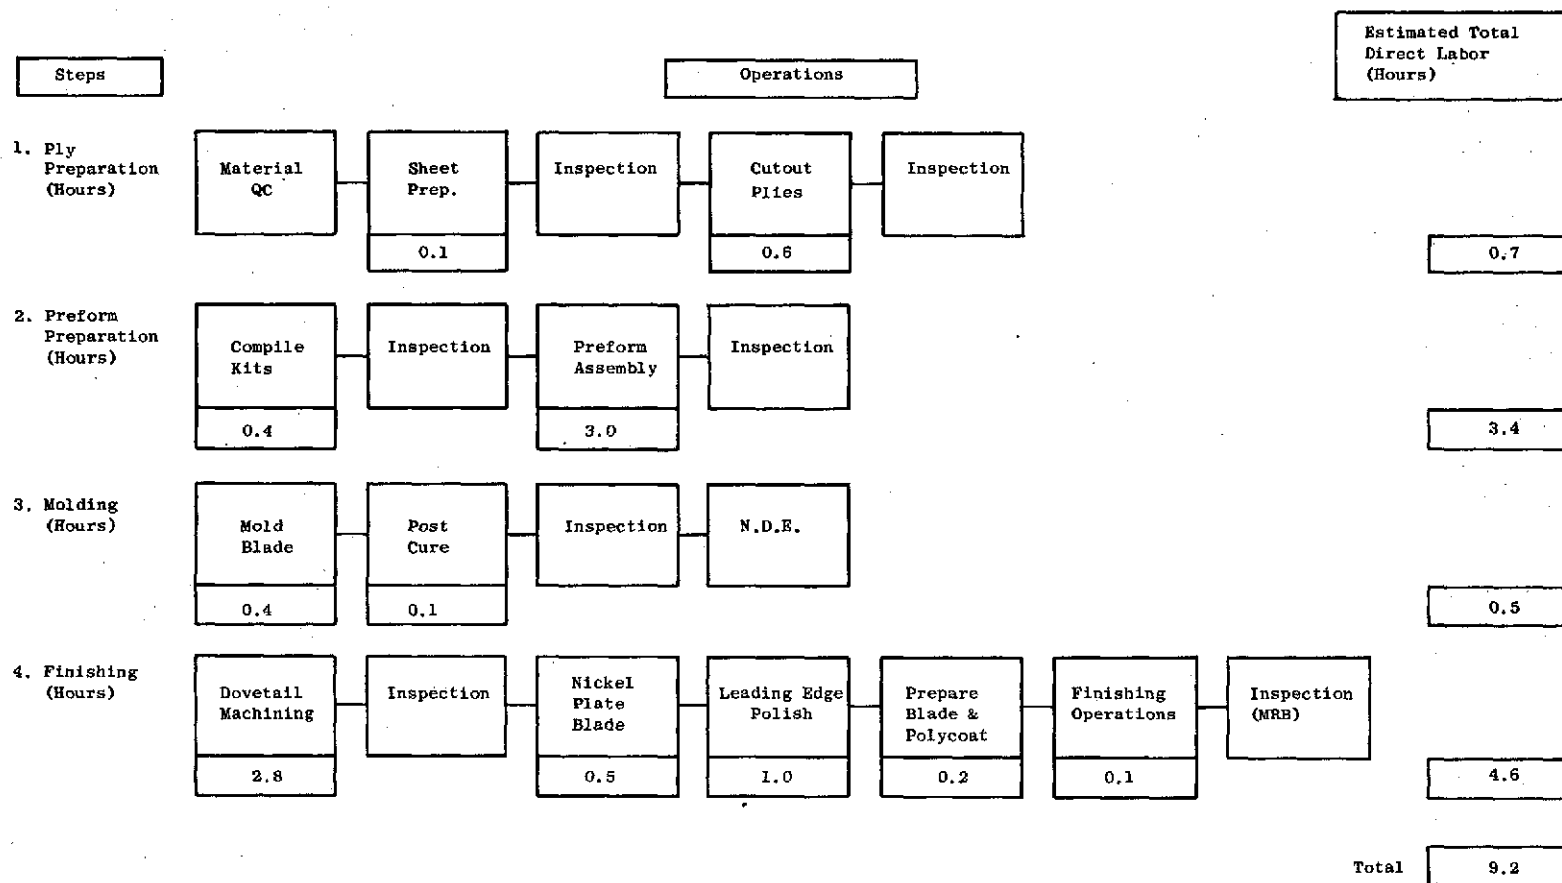 Estimated Total
Direct Labor
(Hours)
Steps
Operations
1. Ply
Preparation
(Hours)
Material
QC
Sheet
Prep.
0.1
Inspection
Cutout
Plies
0.6
Inspection
0.7
2. Preform
Preparation
(Hours)
Compile
Kits
0.4
Inspection
Preform
Assembly
3.0
Inspection
3.4
3. Molding
(Hours)
Mold
Blade
0.4
Post
Cure
0.1
Inspection
N.D.E.
0.5
4. Finishing
(Hours)
Dovetail
Machining
2.8
Inspection
Nickel
Plate
Blade
0.5
Leading Edge
Polish
1.0
Prepare
Blade &
Polycoat
0.2
Finishing
Operations
0.1
Inspection
(MRB)
4.6
Total 9.2